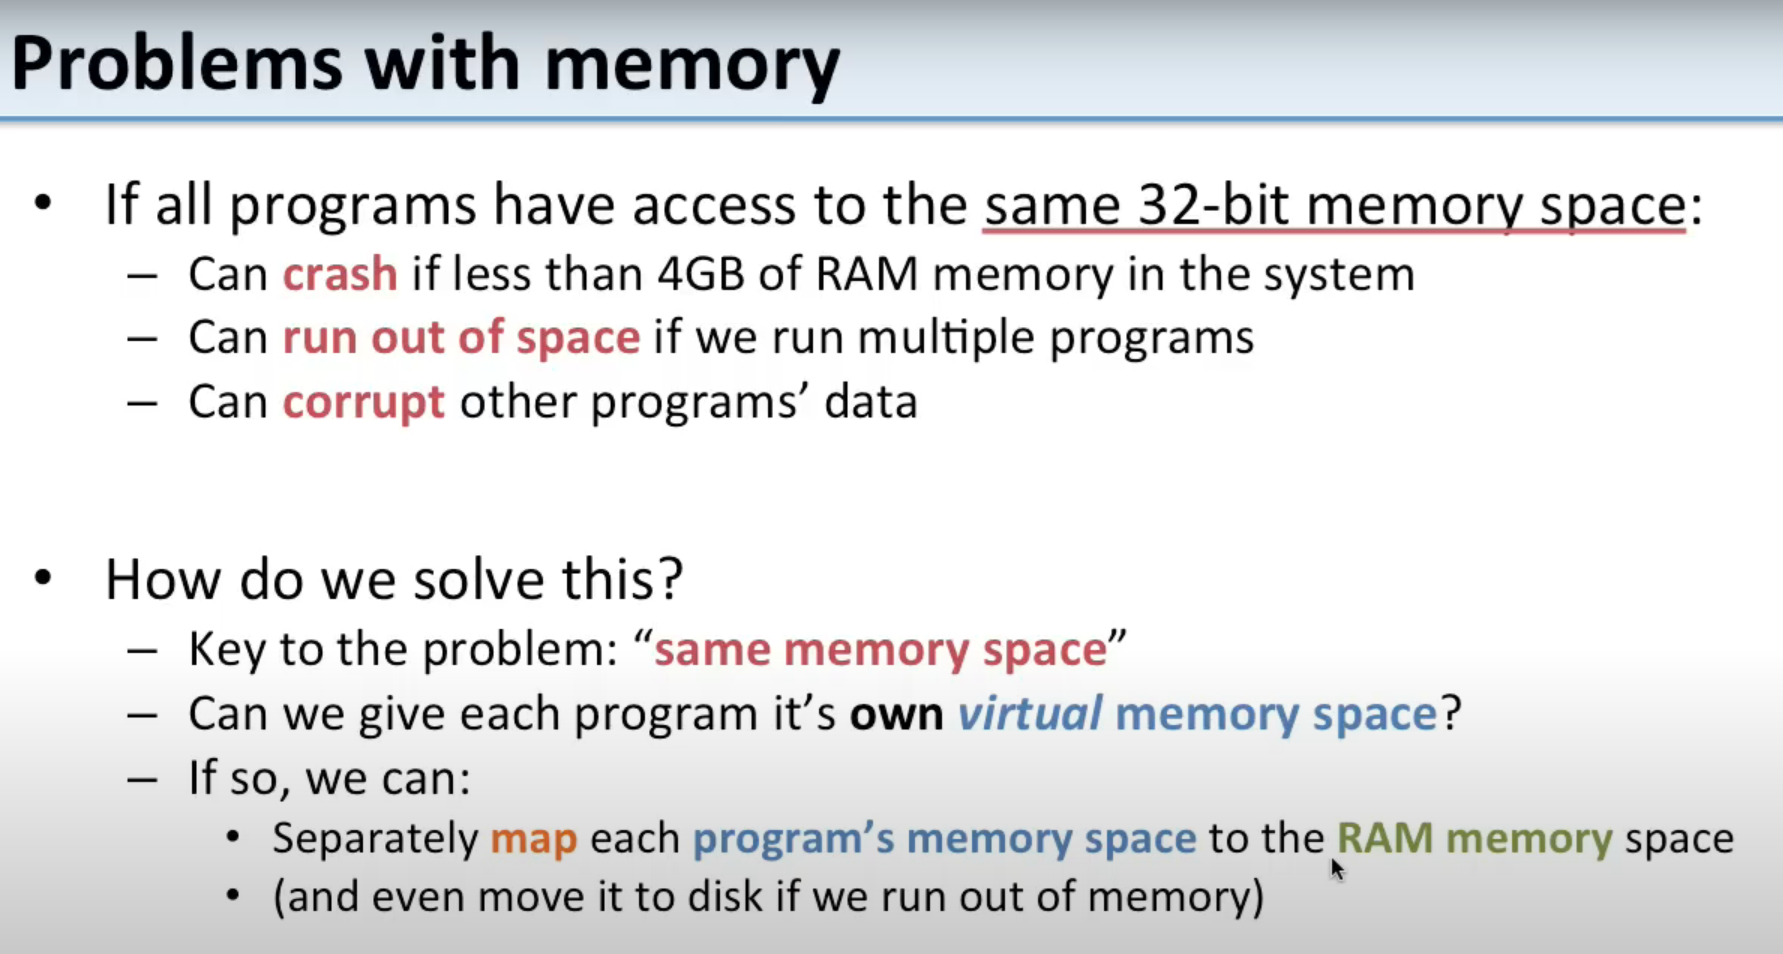 Problems with memory
• If all programs have access to the same 32-bit memory space:
– Can crash if less than 4GB of RAM memory in the system
– Can run out of space if we run multiple programs
– Can corrupt other programs’ data
• How do we solve this?
– Key to the problem: “same memory space”
– Can we give each program it’s own virtual memory space?
– If so, we can:
• Separately map each program’s memory space to the RAM memory space
• (and even move it to disk if we run out of memory)